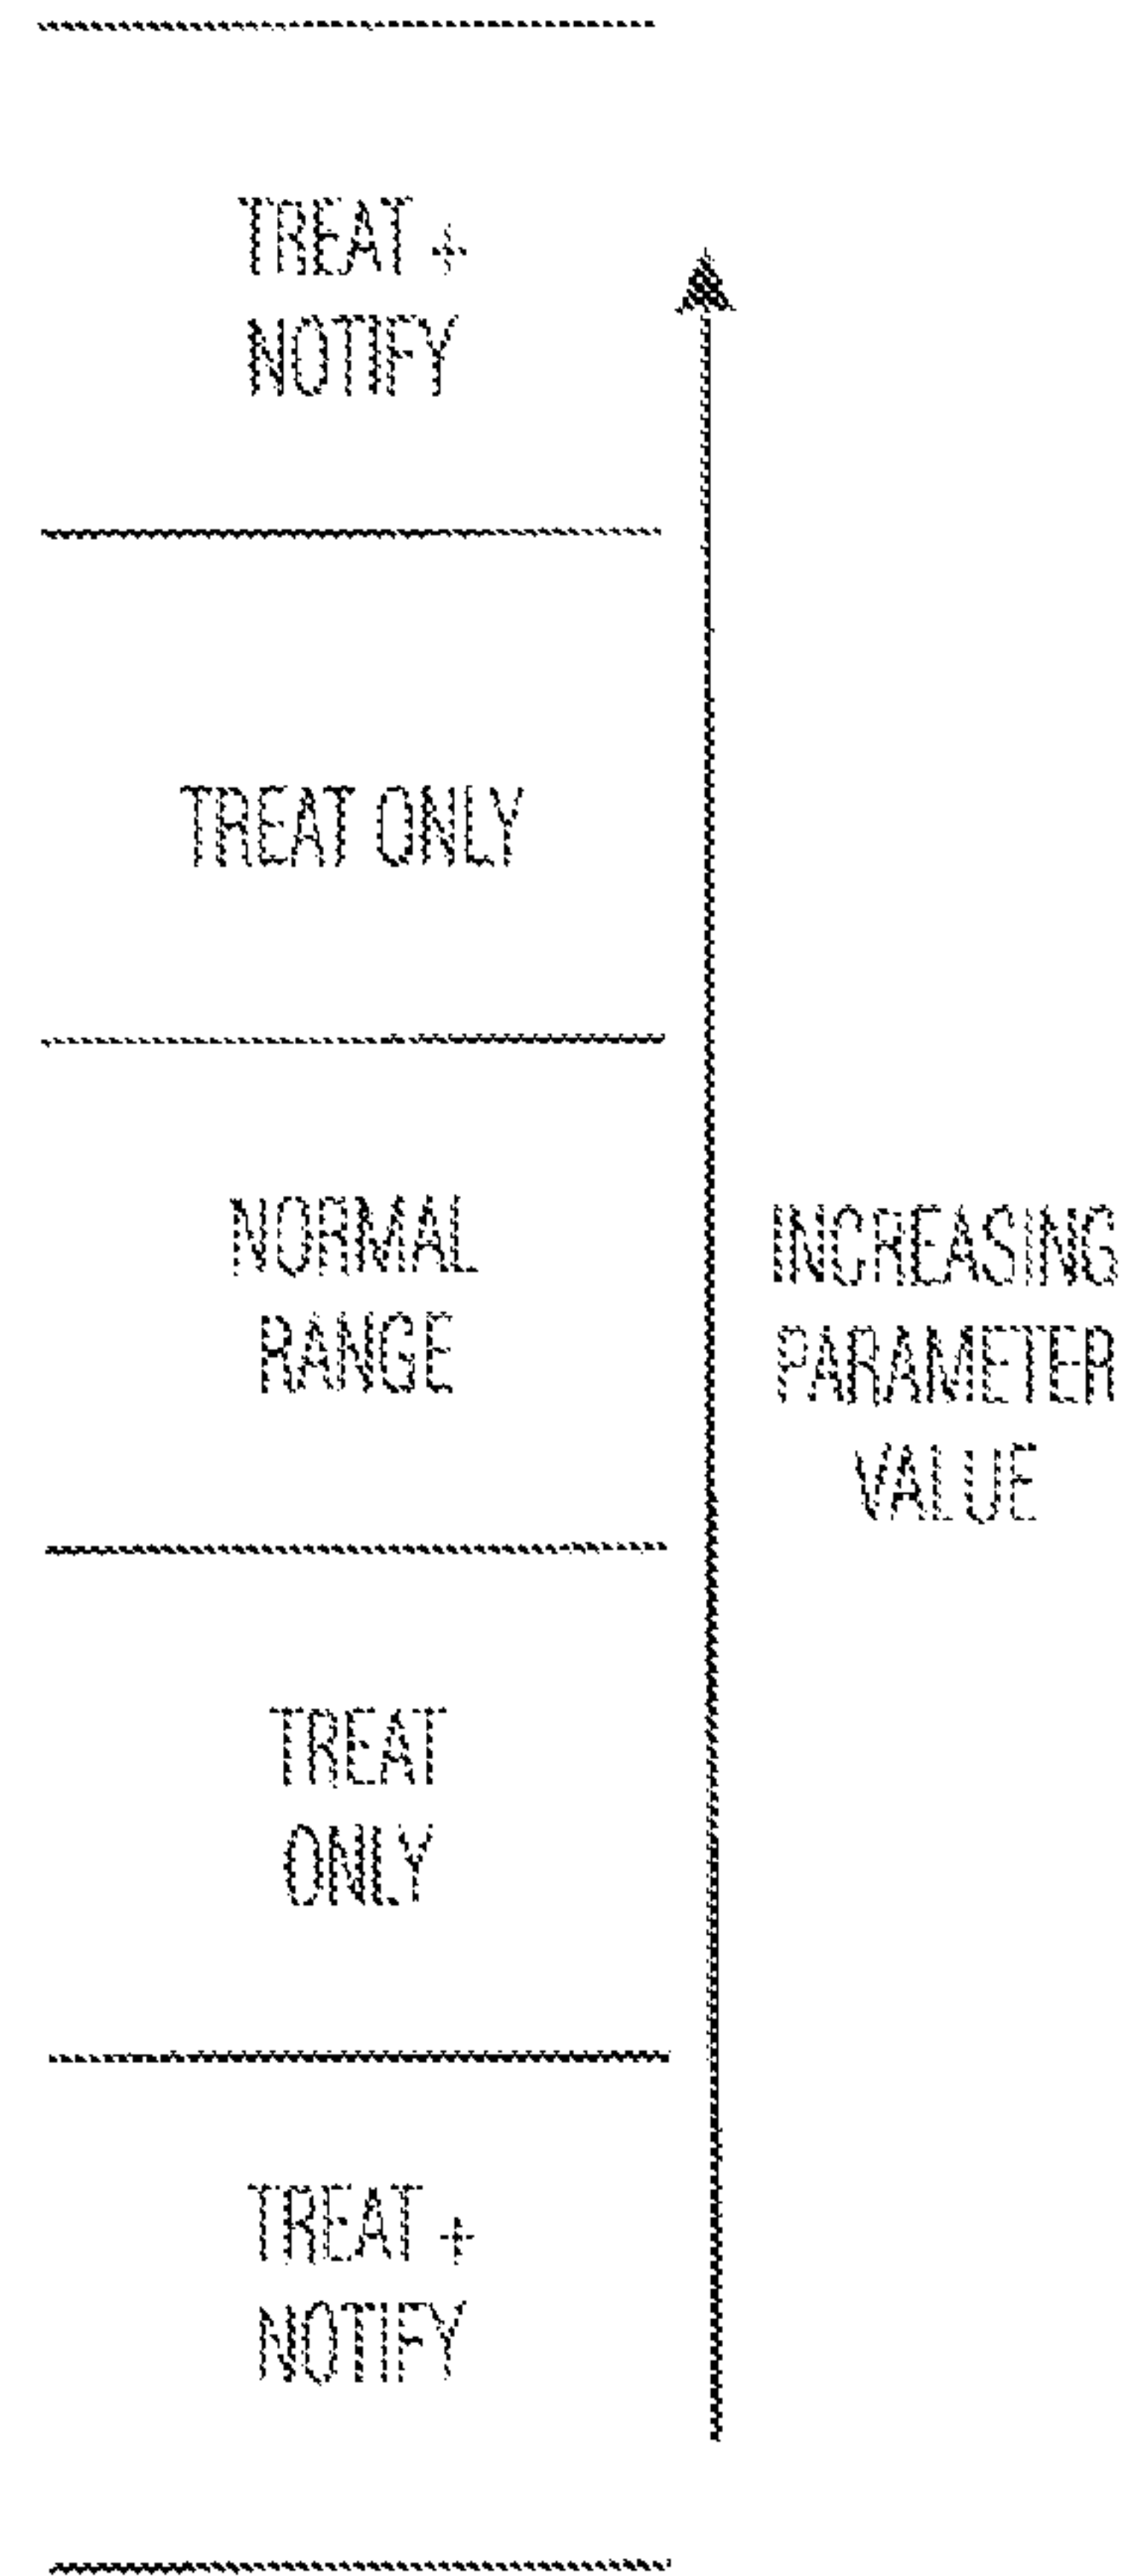 TREAT +
NOTIFY
TREAT ONLY
NORMAL
RANGE
INCREASING
PARAMETER
VALUE
TREAT
ONLY
TREAT +
NOTIFY